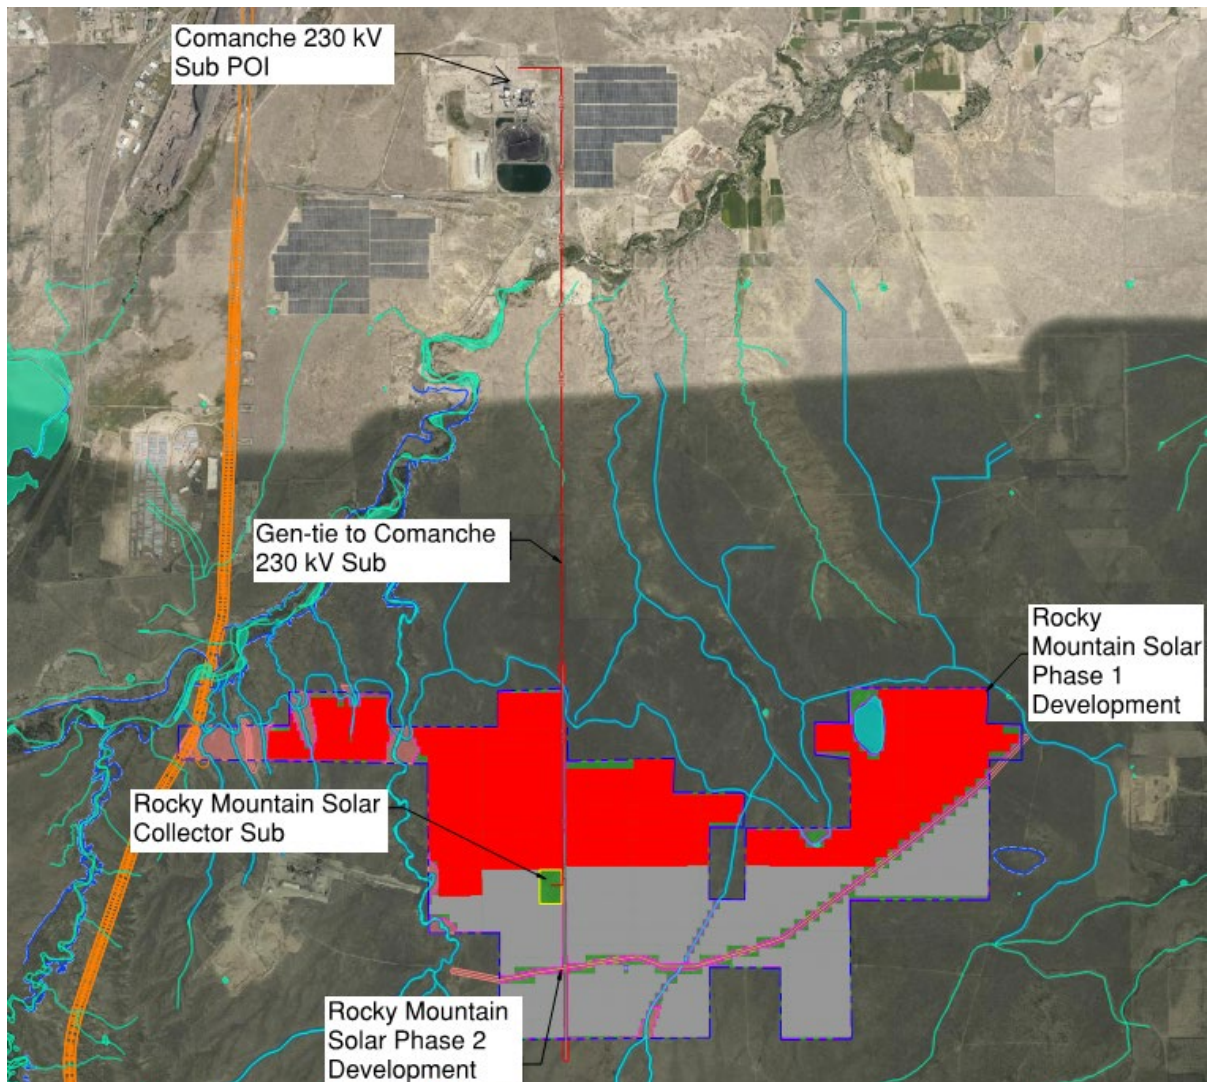 Comanche 230 kV
Sub POI
Gen-tie to Comanche
230 kV Sub
Rocky
Mountain Solar
Phase 1
Development
Rocky Mountain Solar
Collector Sub
Rocky Mountain
Solar Phase 2
Development